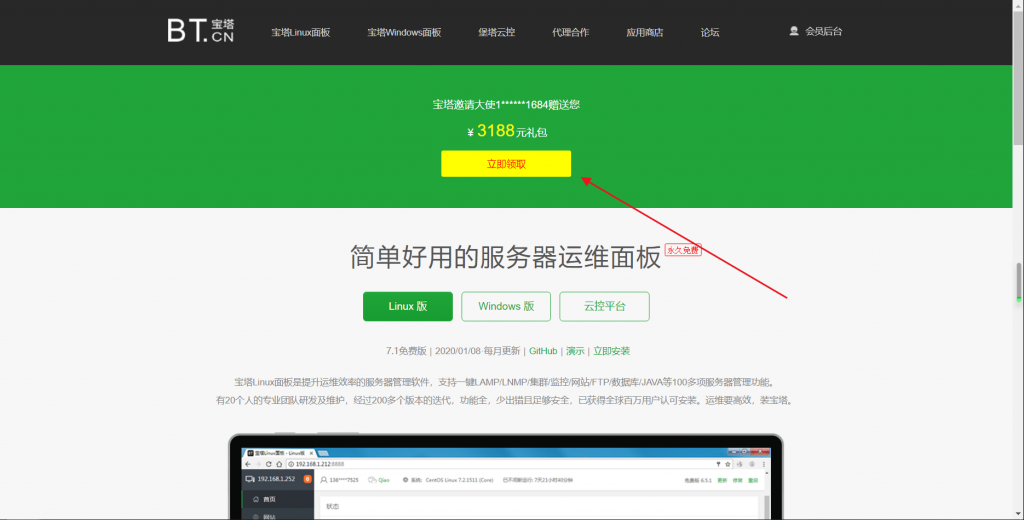 BT.CN 宝塔
宝塔Linux面板 宝塔Windows面板 堡塔云控 代理合作 应用商店 论坛 会员后台
宝塔邀请大使1******1684赠送您
¥ 3188元礼包
立即领取
简单好用的服务器运维面板 永久免费
Linux 版 Windows 版 云控平台
7.1免费版 | 2020/01/08 每月更新 | GitHub | 演示 | 立即安装
宝塔Linux面板是提升运维效率的服务器管理软件，支持一键LAMP/LNMP/集群/监控/网站/FTP/数据库/JAVA等100多项服务器管理功能。
有20个人的专业团队研发及维护，经过200多个版本的迭代，功能全，少出错且足够安全，已获得全球百万用户认可安装。运维要高效，装宝塔。
宝塔Linux面板 - Linux版
192.168.1.212:8888
192.168.1.252 0 138****7525 系统: CentOS Linux 7.2.1511 (Core) 已不间断运行: 7天21小时43分钟 免费版 6.5.1 更新 修复 重启
首页
状态
网站